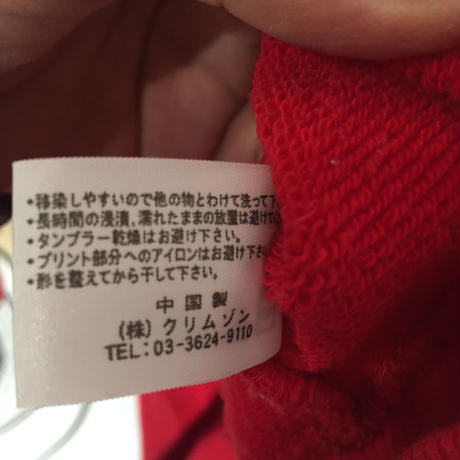 ・移染しやすいので他の物とわけて洗って下
・長時間の浸漬、濡れたままの放置は避けて
・タンブラー乾燥はお避け下さい。
・プリント部分へのアイロンはお避け下さい
・形を整えてから干して下さい。
中国製
(株)クリムゾン
TEL:03-3624-9110